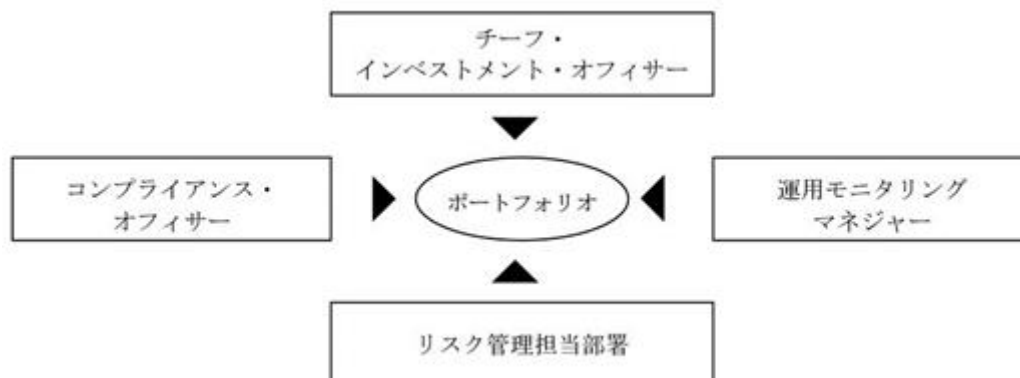 チーフ・
インベストメント・オフィサー
コンプライアンス・
オフィサー
ポートフォリオ
運用モニタリング
マネジャー
リスク管理担当部署